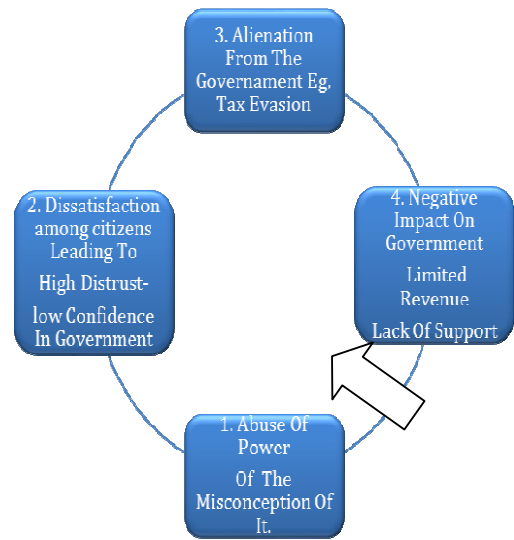 3. Alienation
From The
Governament Eg,
Tax Evasion
2. Dissatisfaction
among citizens
Leading To
High Distrust-
low Confidence
In Government
4. Negative
Impact On
Government
Limited
Revenue
Lack Of Support
1. Abuse Of
Power
Of The
Misconception Of
It.